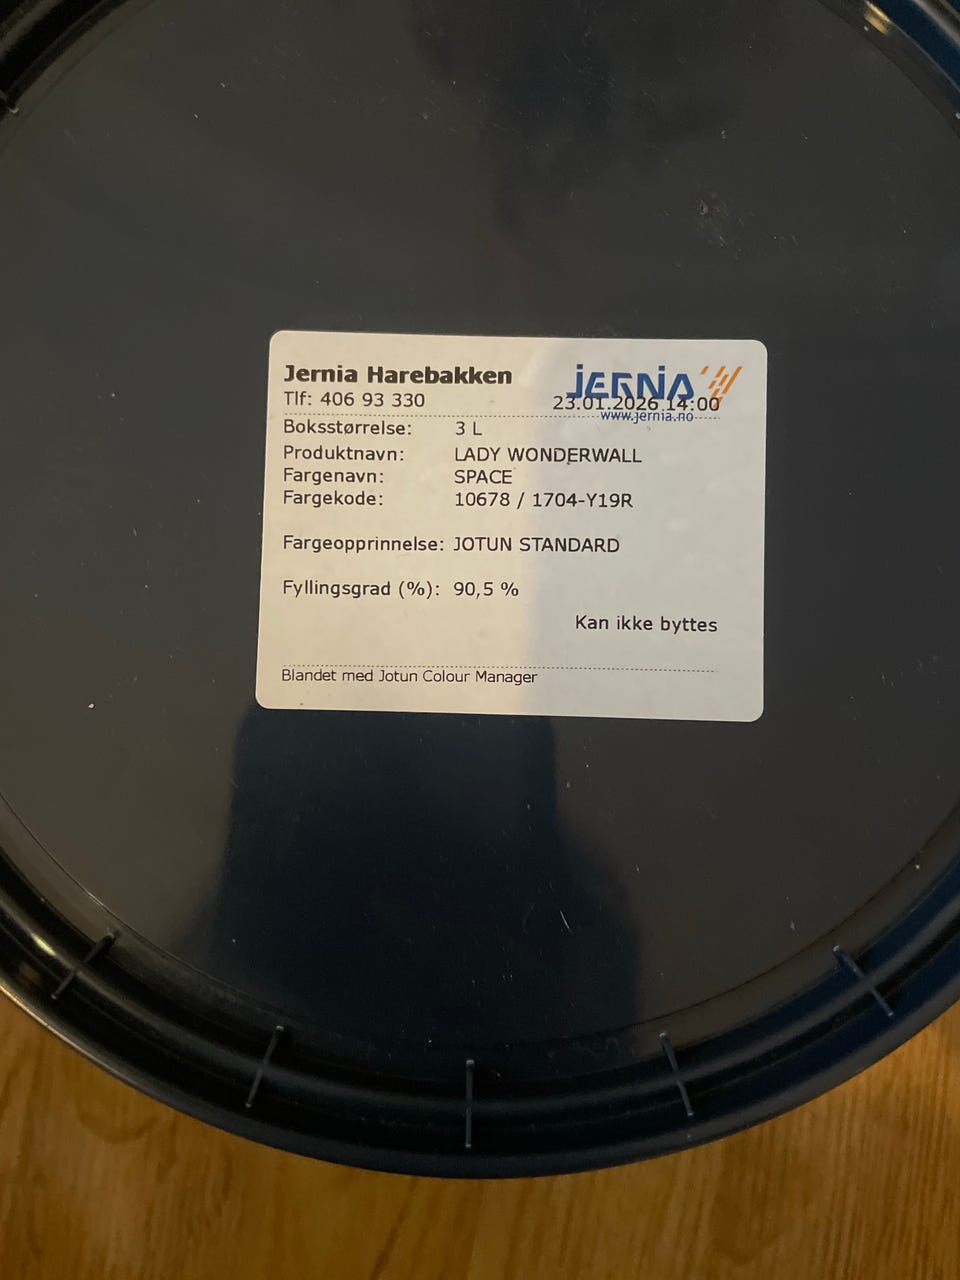 Jernia Harebakken
JERNIA
Tlf: 406 93 330
23.01.2026 14:00
www.jernia.no
Boksstørrelse: 3 L
Produktnavn: LADY WONDERWALL
Fargenavn: SPACE
Fargekode: 10678 / 1704-Y19R
Fargeopprinnelse: JOTUN STANDARD
Fyllingsgrad (%): 90,5 %
Kan ikke byttes
Blandet med Jotun Colour Manager